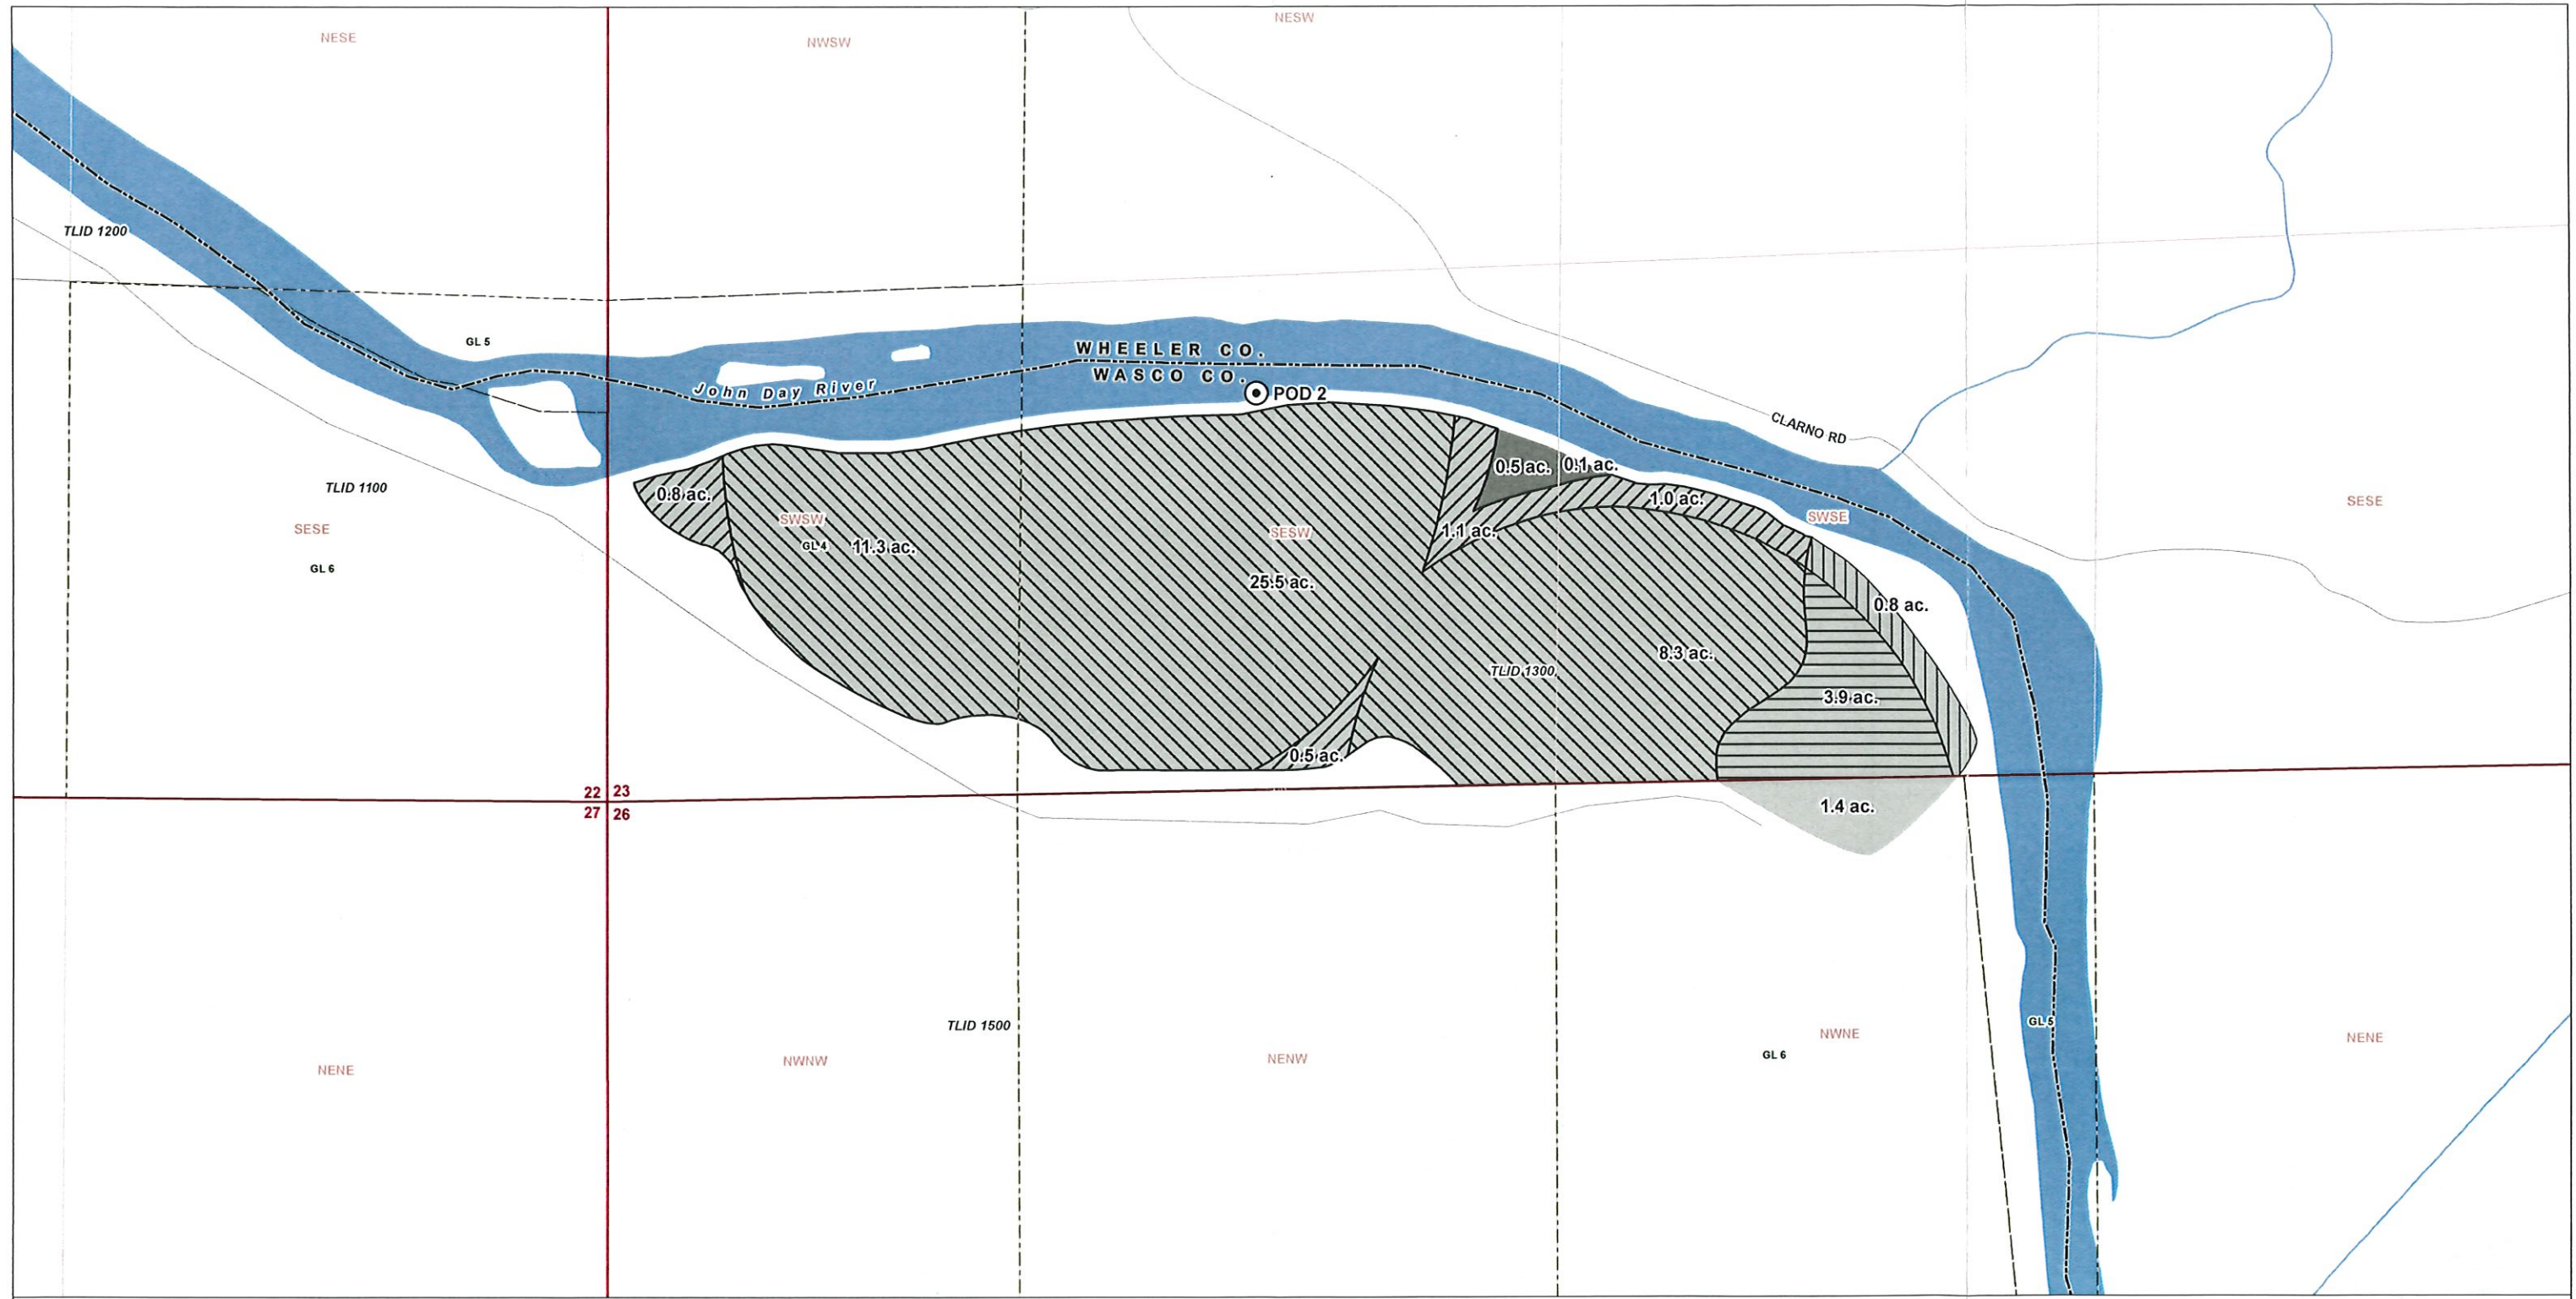 NESW
NESE
NWSW
TLID 1200
GL 5
WHEELER CO.
WASCO CO.
John Day River
POD 2
CLARNO RD
0.5 ac.
0.1 ac.
TLID 1100
0.8 ac.
1.0 ac.
SESE
SWSW
SWSE
SESE
1.1 ac.
SESW
GL 4
11.3 ac.
GL 6
25.5 ac.
0.8 ac.
8.3 ac.
TLID 1300
3.9 ac.
0.5 ac.
22 23
27 26
1.4 ac.
TLID 1500
GL 5
NWNE
NENE
GL 6
NENE
NWNW
NENW